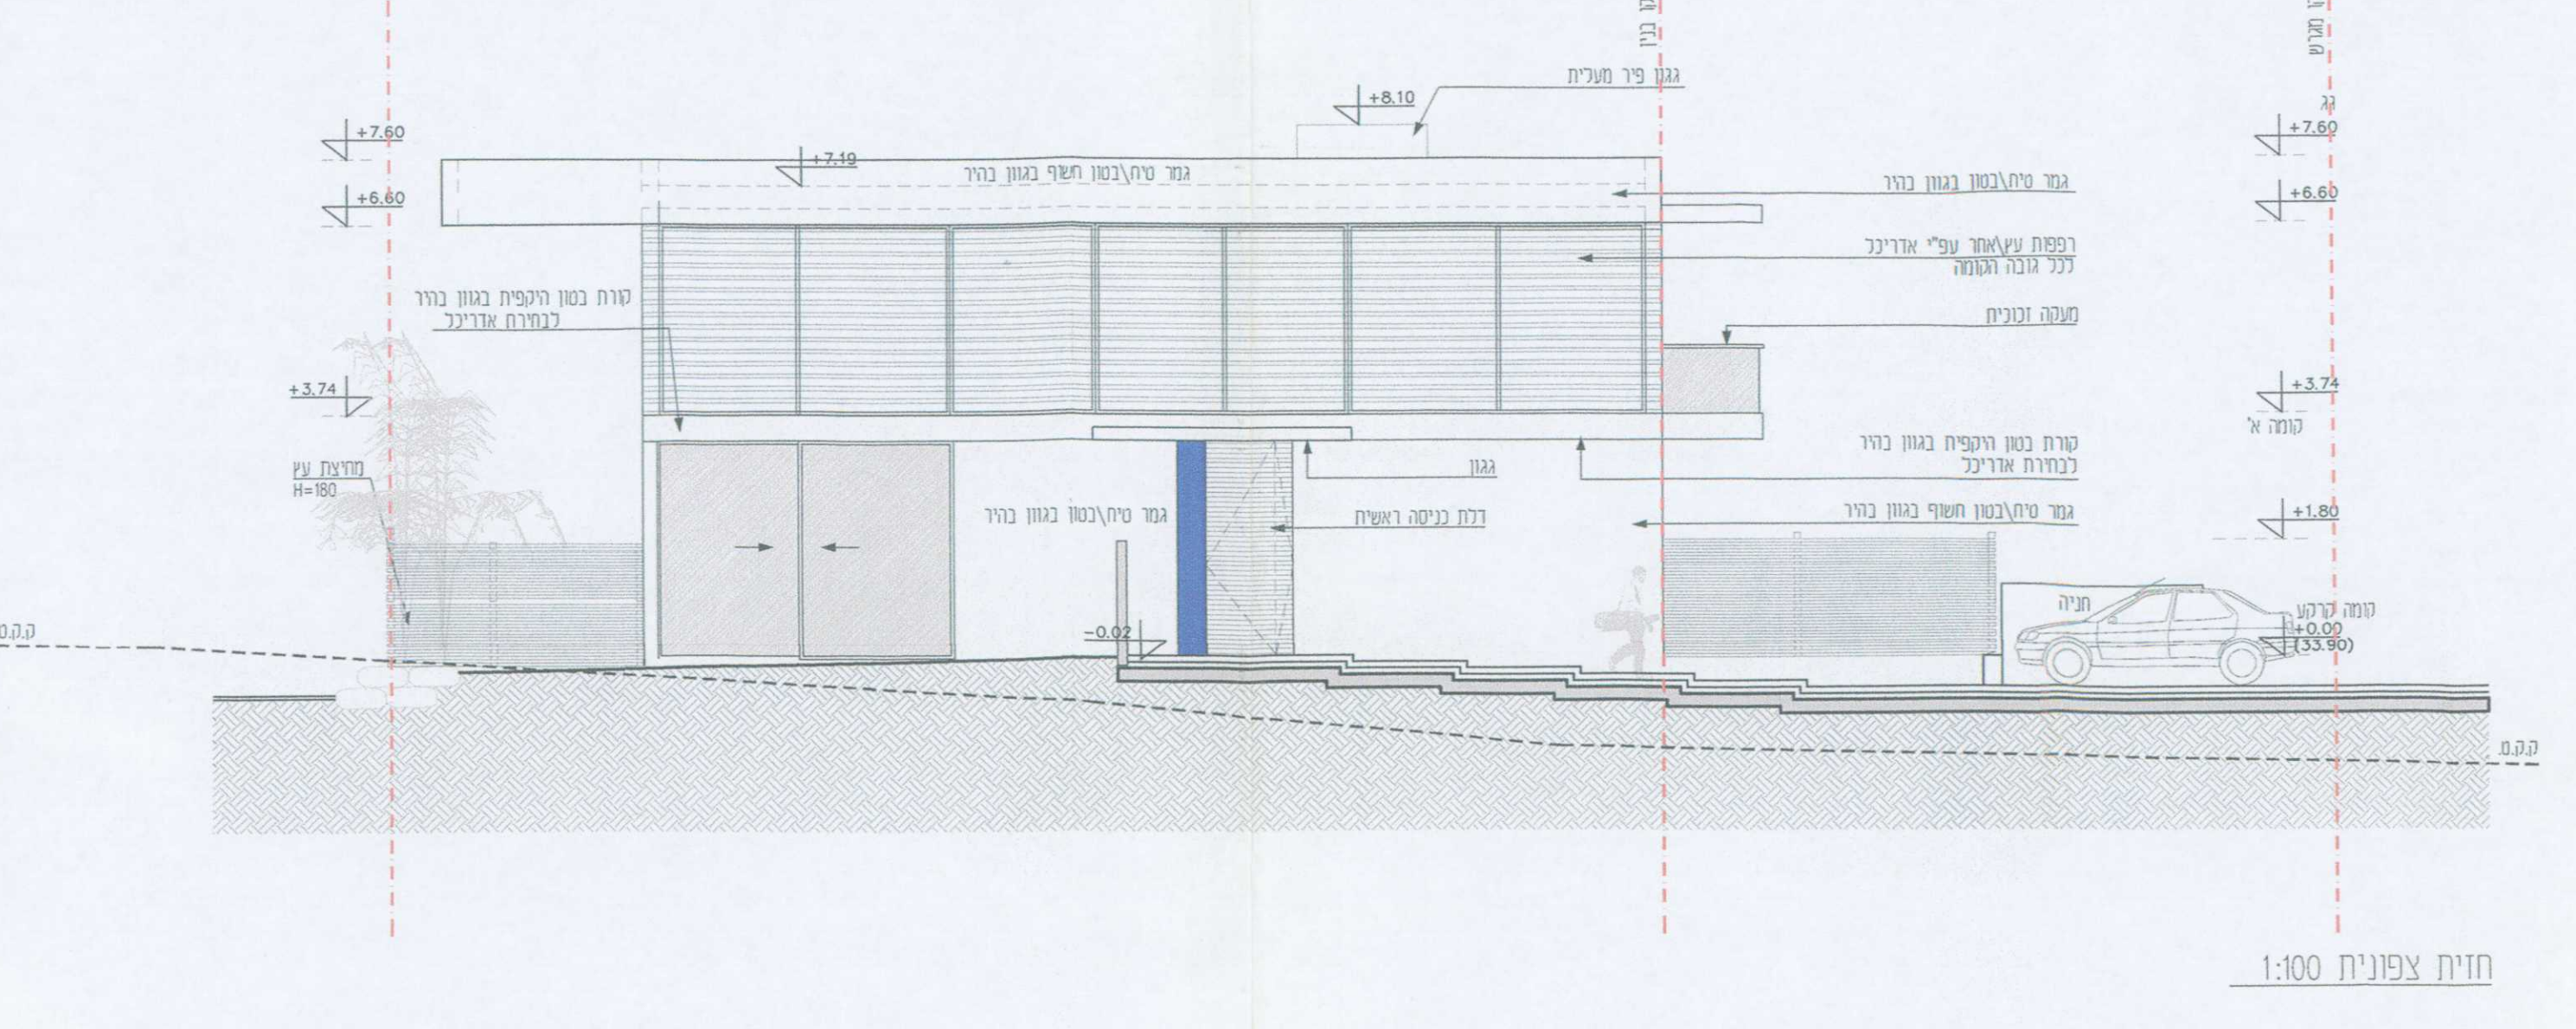 קו בנין
קו מגרש
גגון פיר מעלית
+8.10
גג
+7.60
+7.60
+7.19
גמר טיח\בטון חשוף בגוון בהיר
גמר טיח\בטון בגוון בהיר
+6.60
+6.60
רפפות עץ\אחר עפ"י אדריכל
לכל גובה הקומה
קורת בטון היקפית בגוון בהיר
לבחירת אדריכל
מעקה זכוכית
+3.74
+3.74
קומה א'
קורת בטון היקפית בגוון בהיר
לבחירת אדריכל
גגון
מחיצת עץ
H=180
גמר טיח\בטון בגוון בהיר
דלת כניסה ראשית
גמר טיח\בטון חשוף בגוון בהיר
+1.80
חניה
קומה קרקע
+0.00
(33.90)
-0.02
ק.ק.ט.
ק.ק.ט.
חזית צפונית 1:100